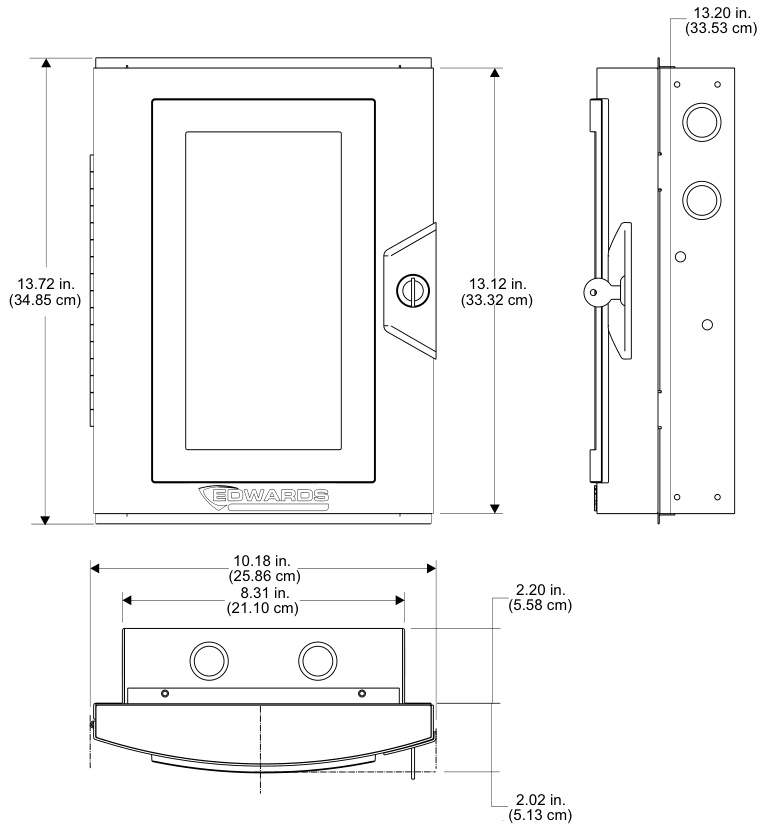 13.20 in.
(33.53 cm)
13.72 in.
(34.85 cm)
13.12 in.
(33.32 cm)
EDWARDS
10.18 in.
(25.86 cm)
8.31 in.
(21.10 cm)
2.20 in.
(5.58 cm)
2.02 in.
(5.13 cm)